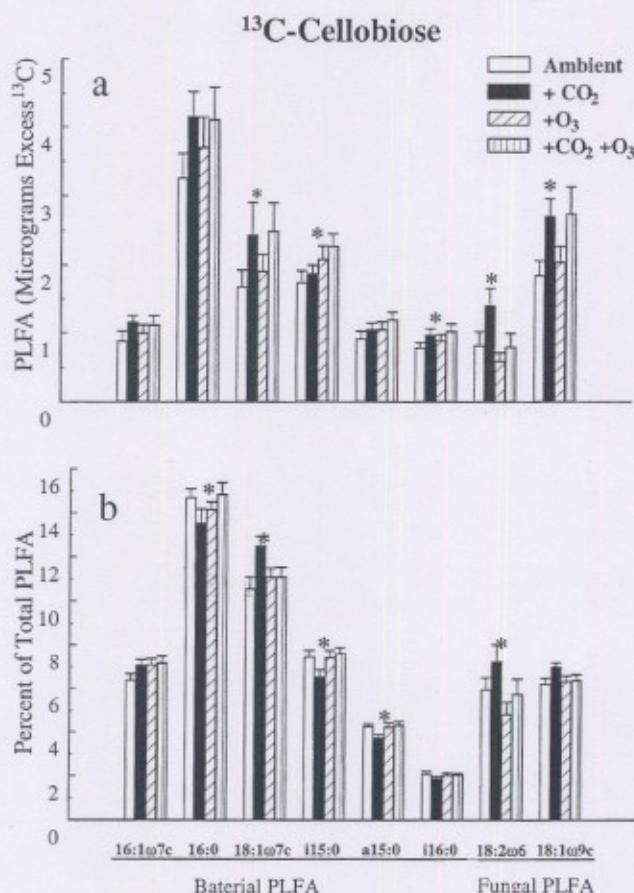 ¹³C-Cellobiose
a
Ambient
+ CO₂
+O₃
+CO₂ +O₃
PLFA (Micrograms Excess¹³C)
5
4
3
2
1
0
*
*
*
*
*
b
Percent of Total PLFA
16
14
12
10
8
6
4
2
0
*
*
*
*
*
16:1ω7c 16:0 18:1ω7c i15:0 a15:0 i16:0 18:2ω6 18:1ω9c
Baterial PLFA Fungal PLFA